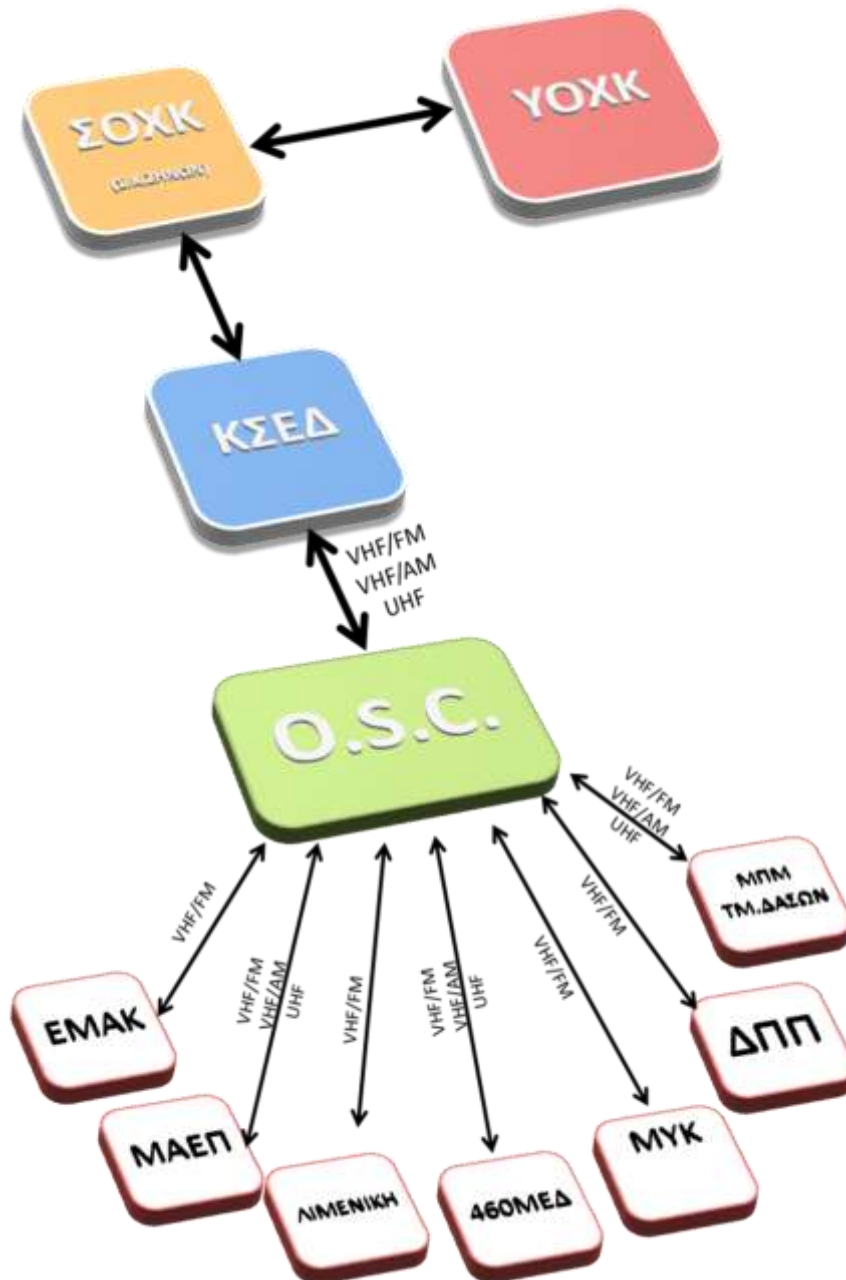 ΣΟΧΚ
ΥΟΧΚ
ΚΣΕΔ
VHF/FM
VHF/AM
UHF
O.S.C.
VHF/FM
VHF/AM
UHF
ΜΠΜ
ΤΜ.ΔΑΣΩΝ
VHF/FM
ΔΠΠ
VHF/FM
ΜΥΚ
VHF/FM
VHF/AM
UHF
460ΜΕΔ
VHF/FM
ΛΙΜΕΝΙΚΗ
VHF/FM
VHF/AM
UHF
ΜΑΕΠ
VHF/FM
ΕΜΑΚ